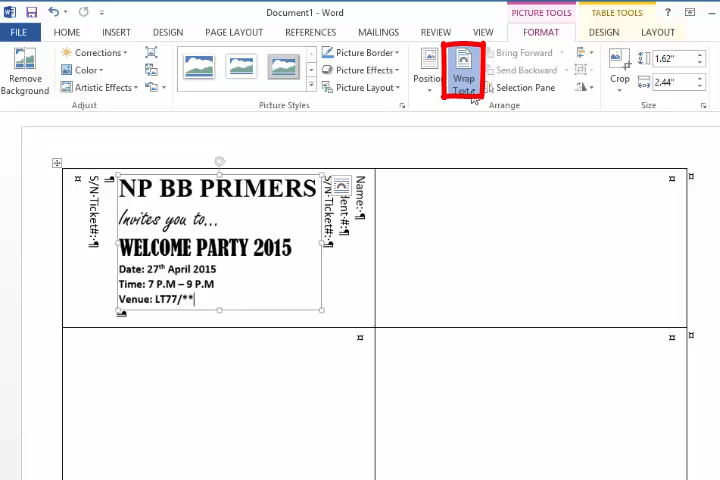 Document1 - Word
PICTURE TOOLS
TABLE TOOLS
?
FILE
HOME
INSERT
DESIGN
PAGE LAYOUT
REFERENCES
MAILINGS
REVIEW
VIEW
FORMAT
DESIGN
LAYOUT
Remove Background
Corrections
Color
Artistic Effects
Adjust
Picture Styles
Picture Border
Picture Effects
Picture Layout
Position
Wrap Text
Bring Forward
Send Backward
Selection Pane
Arrange
Crop
1.62"
2.44"
Size
S/N·Ticket#:·¶
NP BB PRIMERS
Invites you to...
WELCOME PARTY 2015
Date: 27th April 2015
Time: 7 P.M – 9 P.M
Venue: LT77/**
S/N·Ticket#:·¶
dent·#:·¶
Name:·¶